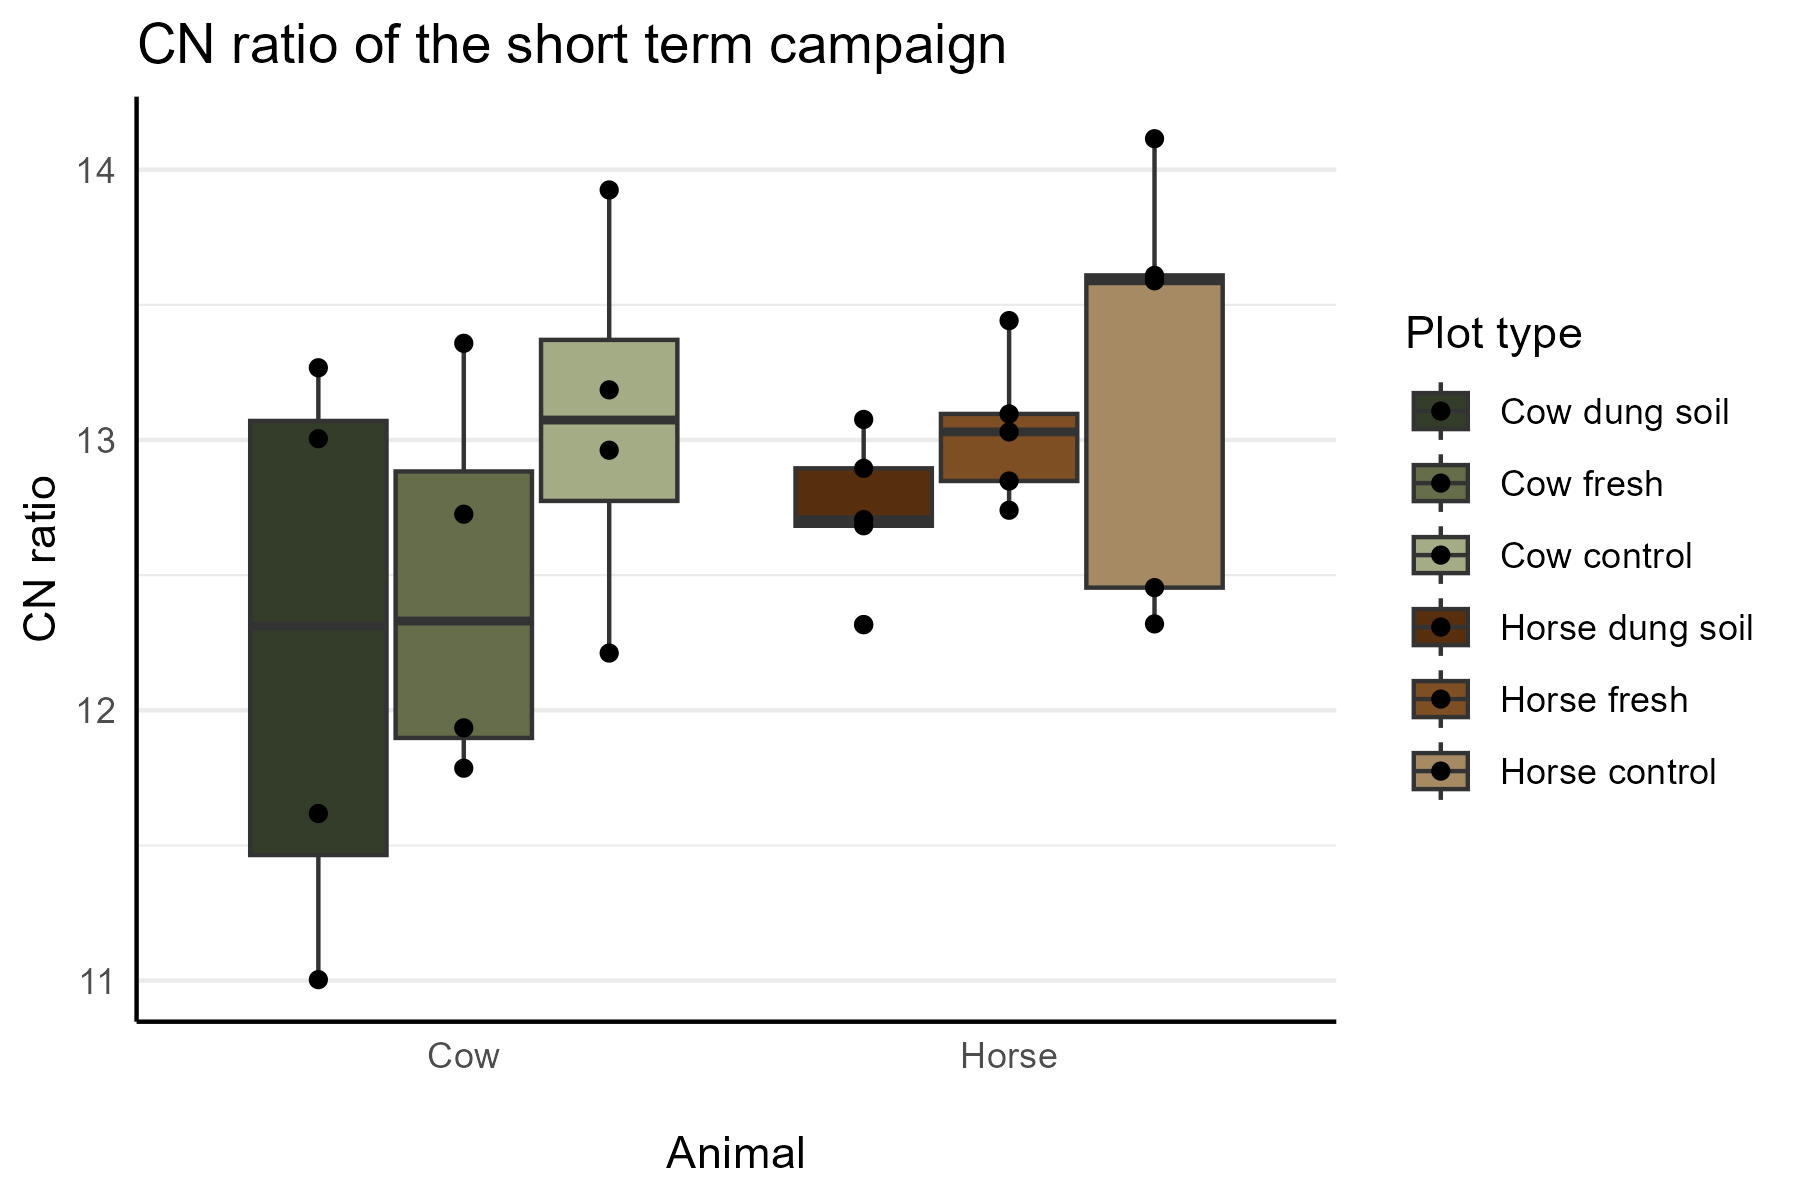 CN ratio of the short term campaign
14
13
12
11
CN ratio
Cow
Horse
Animal
Plot type
Cow dung soil
Cow fresh
Cow control
Horse dung soil
Horse fresh
Horse control